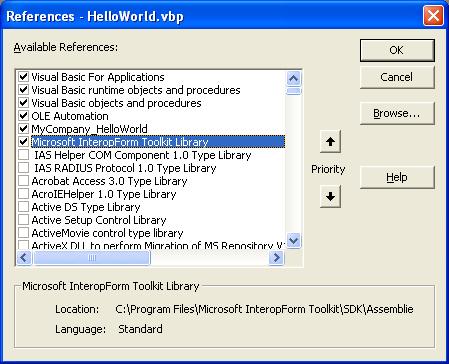 References - HelloWorld.vbp
Available References:
OK
Visual Basic For Applications
Visual Basic runtime objects and procedures
Visual Basic objects and procedures
OLE Automation
MyCompany_HelloWorld
Microsoft InteropForm Toolkit Library
IAS Helper COM Component 1.0 Type Library
IAS RADIUS Protocol 1.0 Type Library
Acrobat Access 3.0 Type Library
AcroIEHelper 1.0 Type Library
Active DS Type Library
Active Setup Control Library
ActiveMovie control type library
ActiveX DLL to perform Migration of MS Repository V
Cancel
Browse...
Priority
Help
Microsoft InteropForm Toolkit Library
Location: C:\Program Files\Microsoft InteropForm Toolkit\SDK\Assemblie
Language: Standard